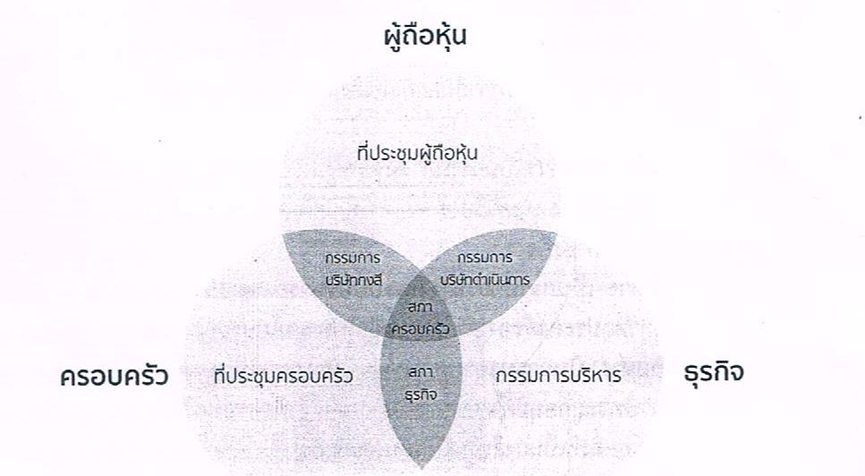 ผู้ถือหุ้น
ที่ประชุมผู้ถือหุ้น
กรรมการ
บริษัทกงสี
กรรมการ
บริษัทดำเนินการ
สภา
ครอบครัว
ครอบครัว
ที่ประชุมครอบครัว
สภา
ธุรกิจ
กรรมการบริหาร
ธุรกิจ